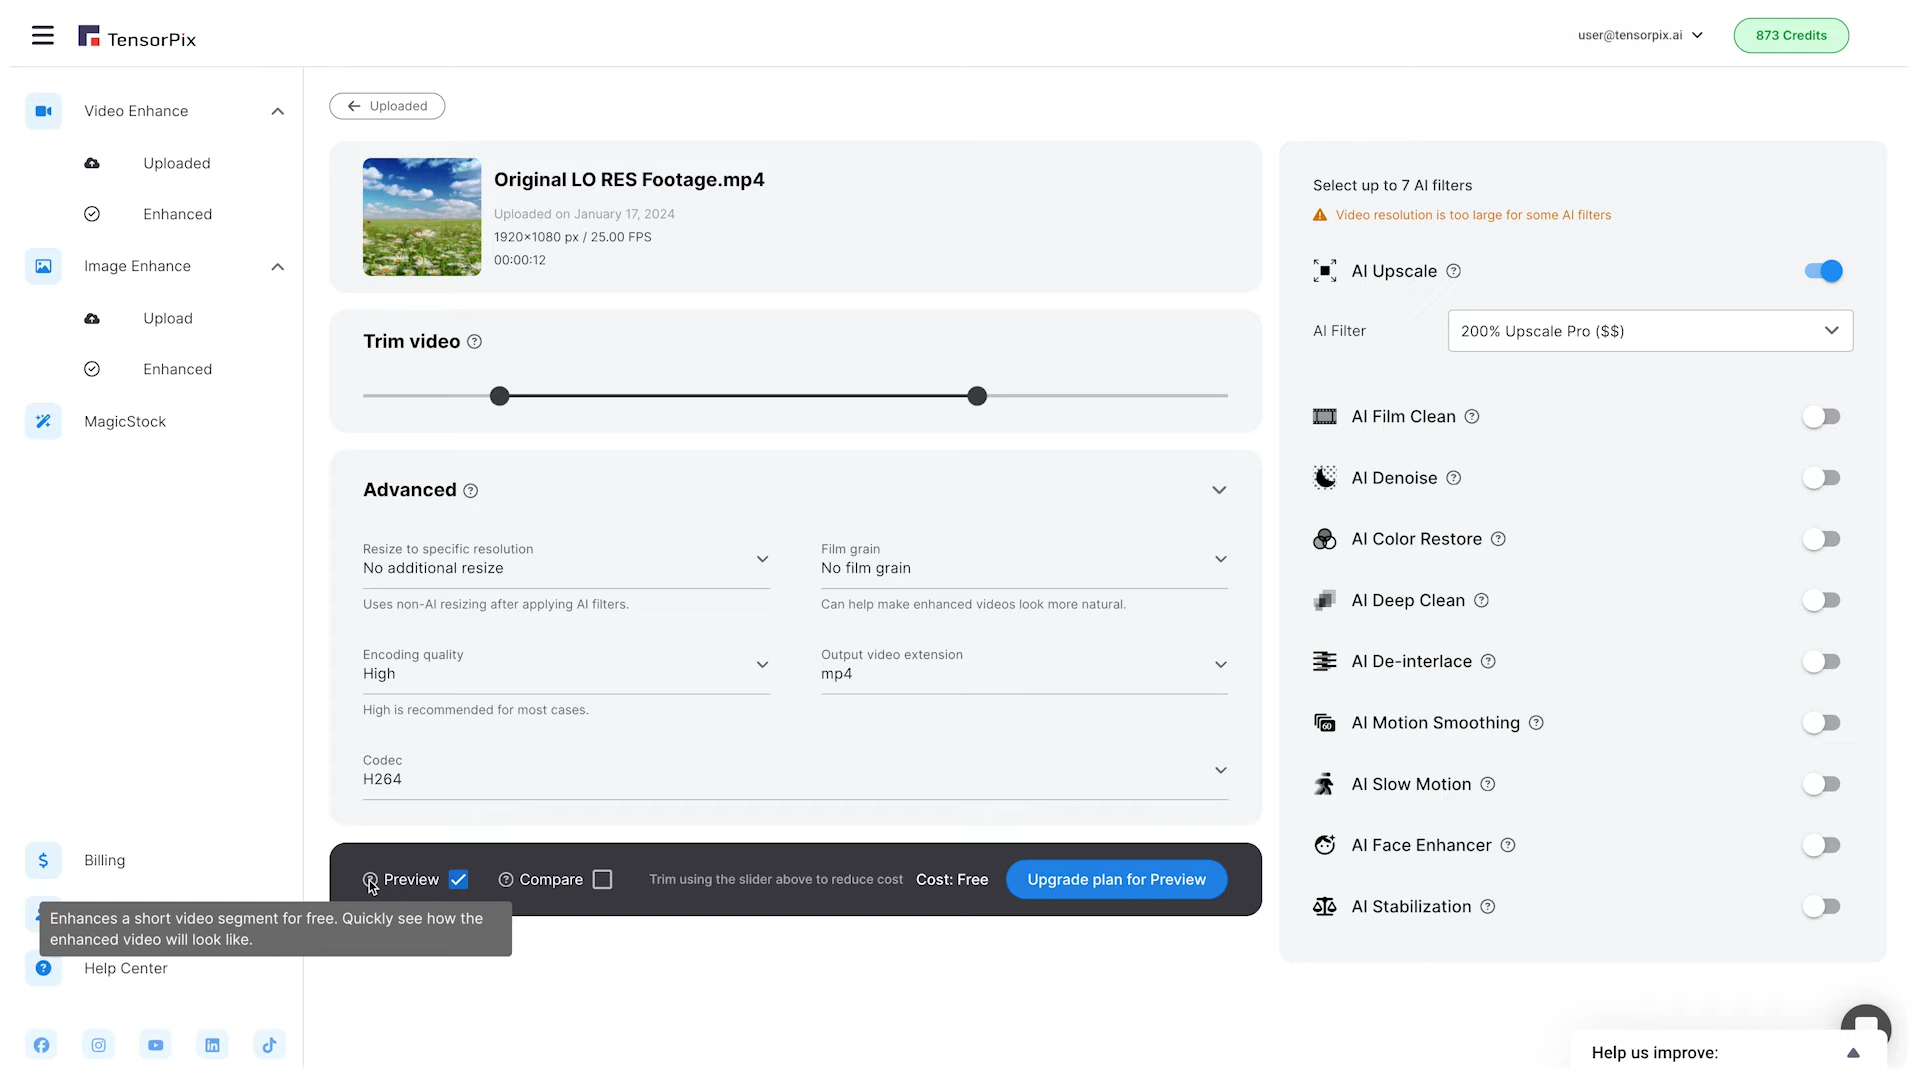 TensorPix
user@tensorpix.ai
873 Credits
Video Enhance
Uploaded
Enhanced
Image Enhance
Upload
Enhanced
MagicStock
Billing
Help Center
Uploaded
Original LO RES Footage.mp4
Uploaded on January 17, 2024
1920×1080 px / 25.00 FPS
00:00:12
Trim video
Advanced
Resize to specific resolution
No additional resize
Uses non-AI resizing after applying AI filters.
Film grain
No film grain
Can help make enhanced videos look more natural.
Encoding quality
High
High is recommended for most cases.
Output video extension
mp4
Codec
H264
Preview
Compare
Trim using the slider above to reduce cost
Cost: Free
Upgrade plan for Preview
Enhances a short video segment for free. Quickly see how the
enhanced video will look like.
Select up to 7 AI filters
Video resolution is too large for some AI filters
AI Upscale
AI Filter
200% Upscale Pro ($$)
AI Film Clean
AI Denoise
AI Color Restore
AI Deep Clean
AI De-interlace
AI Motion Smoothing
60
AI Slow Motion
AI Face Enhancer
AI Stabilization
Help us improve: